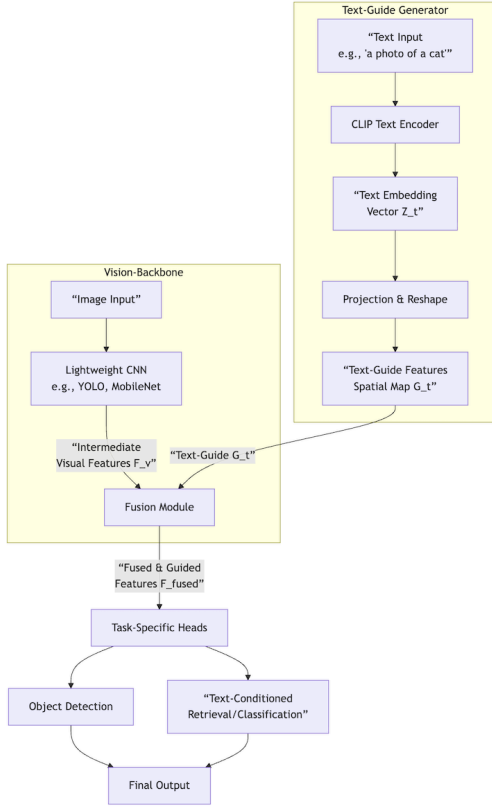 Text-Guide Generator
“Text Input
e.g., 'a photo of a cat'”
CLIP Text Encoder
“Text Embedding
Vector Z_t”
Projection & Reshape
“Text-Guide Features
Spatial Map G_t”
Vision-Backbone
“Image Input”
Lightweight CNN
e.g., YOLO, MobileNet
“Intermediate
Visual Features F_v”
“Text-Guide G_t”
Fusion Module
“Fused & Guided
Features F_fused”
Task-Specific Heads
Object Detection
“Text-Conditioned
Retrieval/Classification”
Final Output